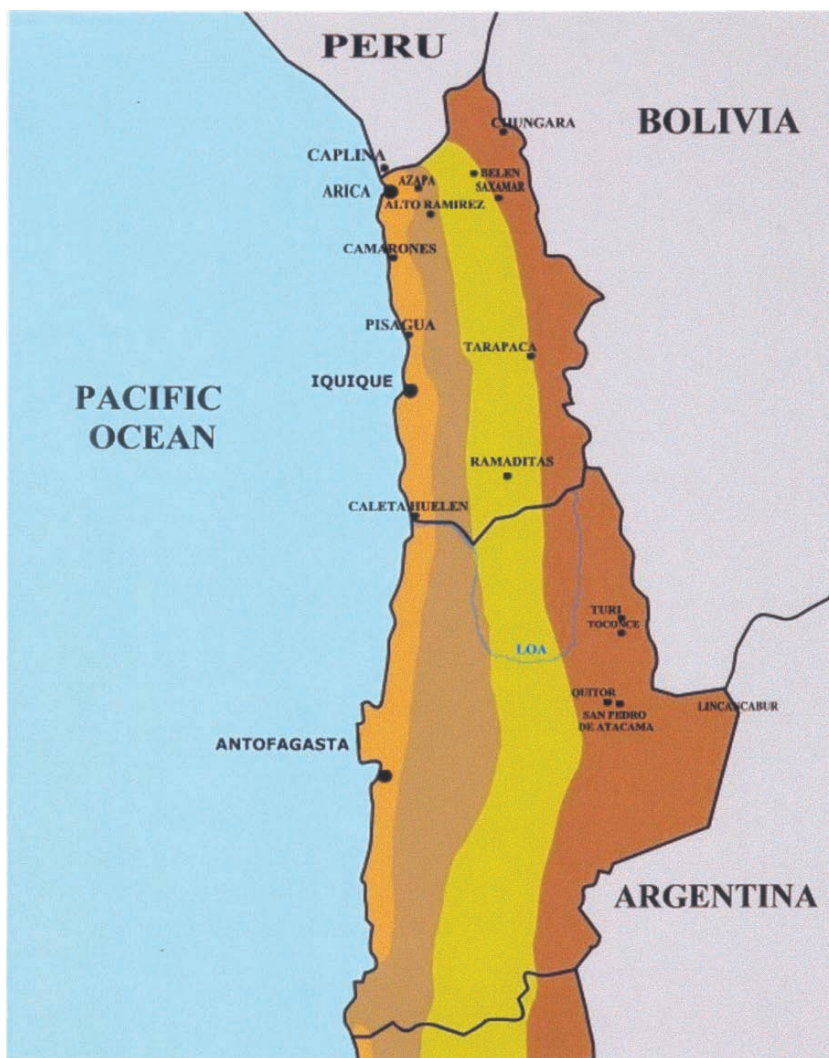 PERU
BOLIVIA
CHUNGARA
CAPLINA
BELEN
AZAPA
SAXAMAR
ARICA
ALTO RAMIREZ
CAMARONES
PISAGUA
TARAPACA
IQUIQUE
PACIFIC
OCEAN
RAMADITAS
CALETA HUELEN
TURI
TOCONCE
LOA
QUITOR
LINCANCABUR
SAN PEDRO
DE ATACAMA
ANTOFAGASTA
ARGENTINA